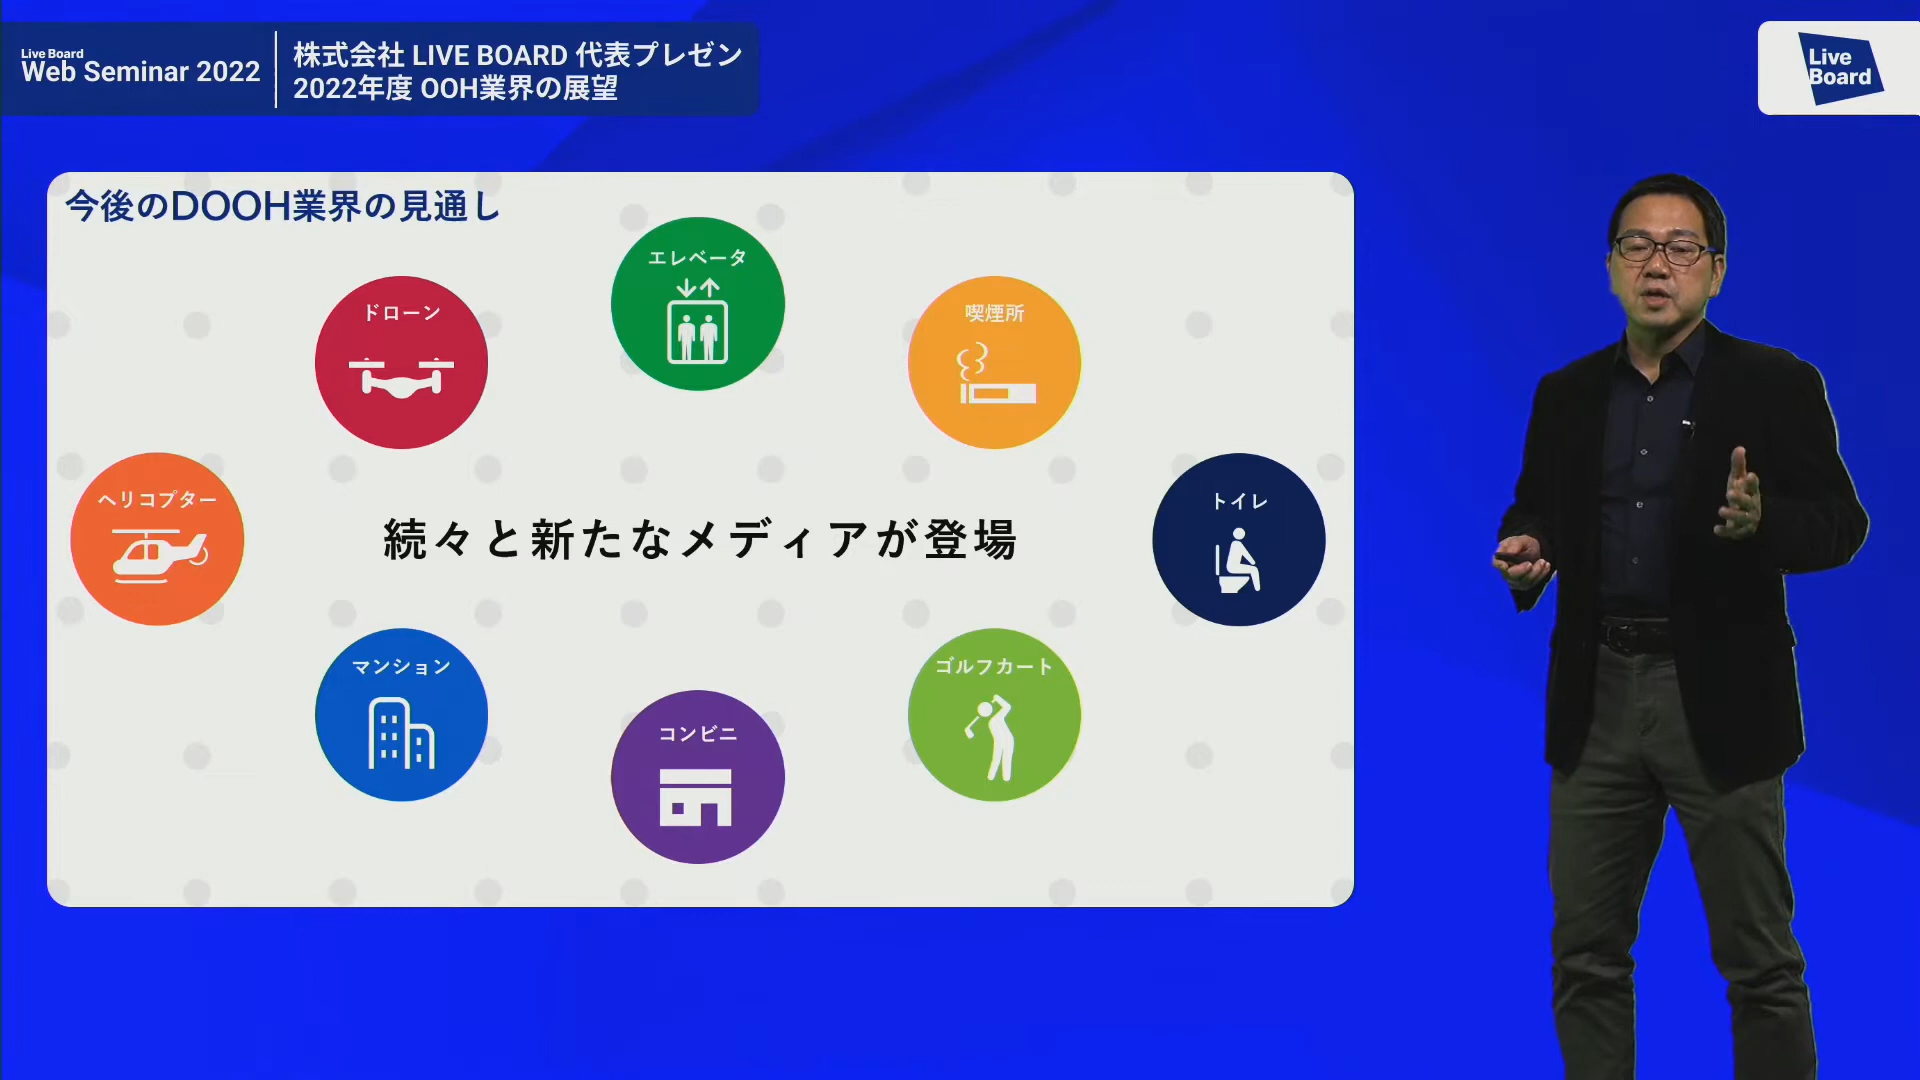 Live Board
Web Seminar 2022
株式会社 LIVE BOARD 代表プレゼン
2022年度 OOH業界の展望
Live
Board
今後のDOOH業界の見通し
エレベータ
ドローン
喫煙所
ヘリコプター
トイレ
続々と新たなメディアが登場
マンション
ゴルフカート
コンビニ